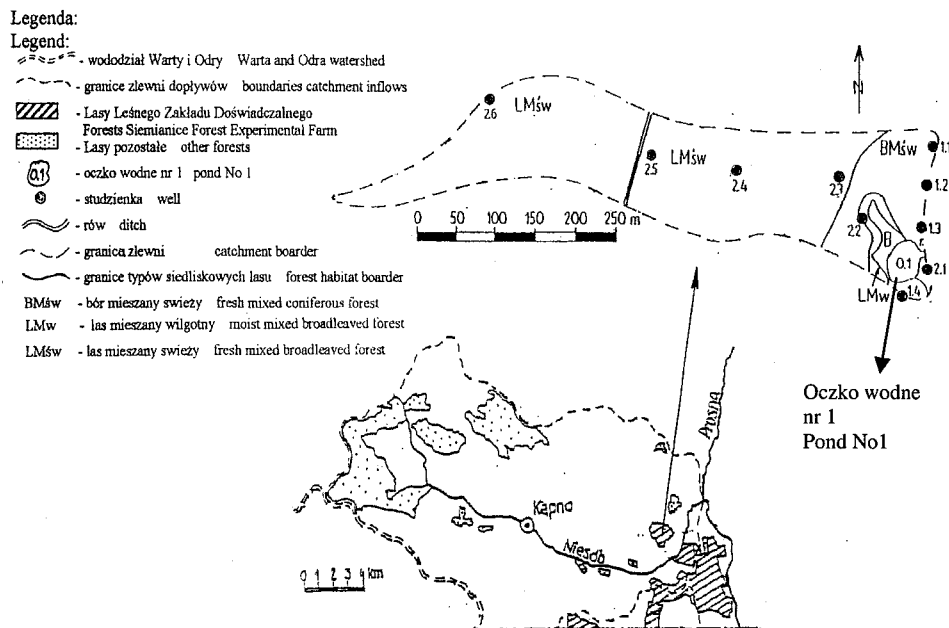 Legenda:
Legend:
- wododział Warty i Odry Warta and Odra watershed
- granice zlewni dopływów boundaries catchment inflows
- Lasy Leśnego Zakładu Doświadczalnego
Forests Siemianice Forest Experimental Farm
- Lasy pozostałe other forests
0.1 - oczko wodne nr 1 pond No 1
- studzienka well
- rów ditch
- granica zlewni catchment boarder
- granice typów siedliskowych lasu forest habitat boarder
BMśw - bór mieszany swieży fresh mixed coniferous forest
LMw - las mieszany wilgotny moist mixed broadleaved forest
LMśw - las mieszany swieży fresh mixed broadleaved forest
N
2.6
LMśw
2.5
LMśw
2.4
2.3
BMśw
1.1
1.2
2.2
1.3
0.1
2.1
LMw
1.4
0 50 100 150 200 250 m
Oczko wodne
nr 1
Pond No1
Prosna
Kępno
Niesób
0 1 2 3 4 km